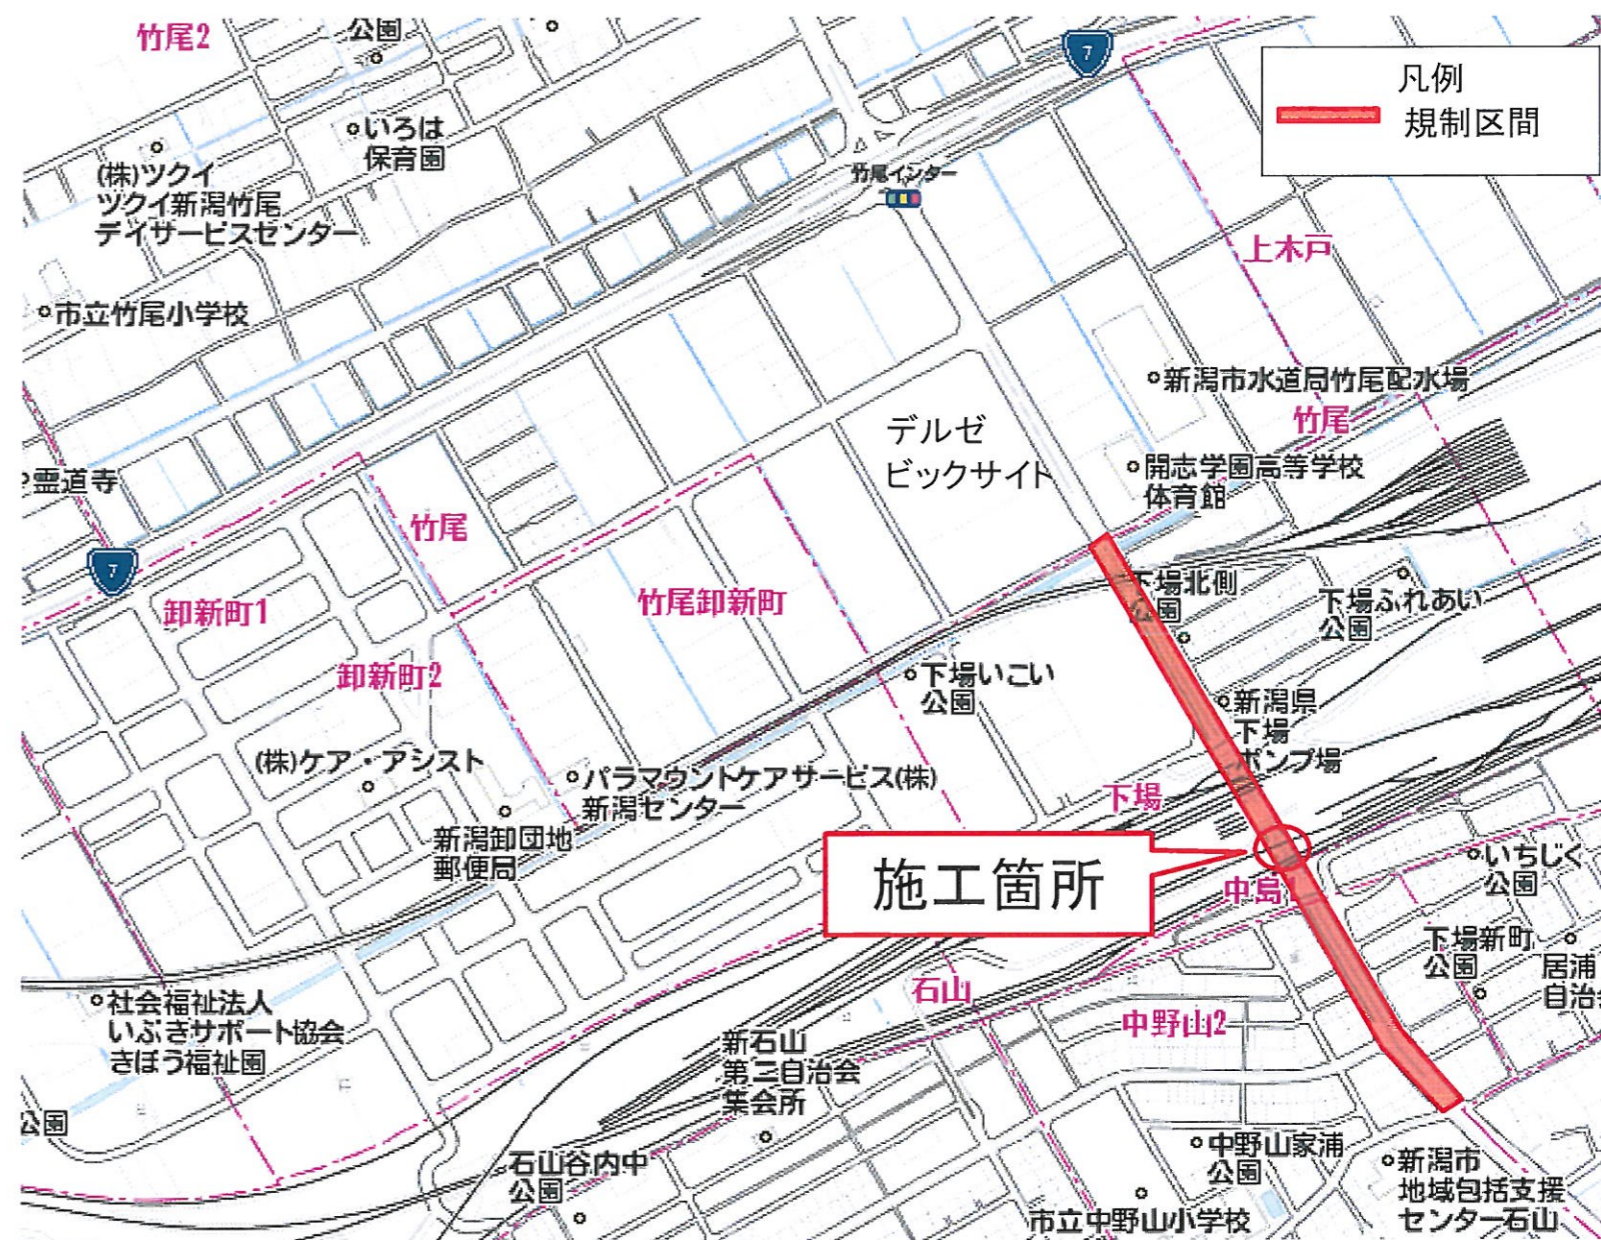 竹尾2
公園
7
凡例
規制区間
いろは
保育園
(株)ツクイ
ツクイ新潟竹尾
デイサービスセンター
竹尾インター
上木戸
市立竹尾小学校
新潟市水道局竹尾配水場
竹尾
デルゼ
ビックサイト
開志学園高等学校
体育館
霊道寺
竹尾
7
卸新町1
竹尾卸新町
下場北側
公園
下場ふれあい
公園
卸新町2
下場いこい
公園
新潟県
下場
ポンプ場
(株)ケア・アシスト
パラマウントケアサービス(株)
新潟センター
下場
新潟卸団地
郵便局
施工箇所
中島1
いちじく
公園
下場新町
公園
居浦
自治会
石山
中野山2
社会福祉法人
いぶきサポート協会
きぼう福祉園
新石山
第二自治会
集会所
公園
石山谷内中
公園
中野山家浦
公園
新潟市
地域包括支援
センター石山
市立中野山小学校